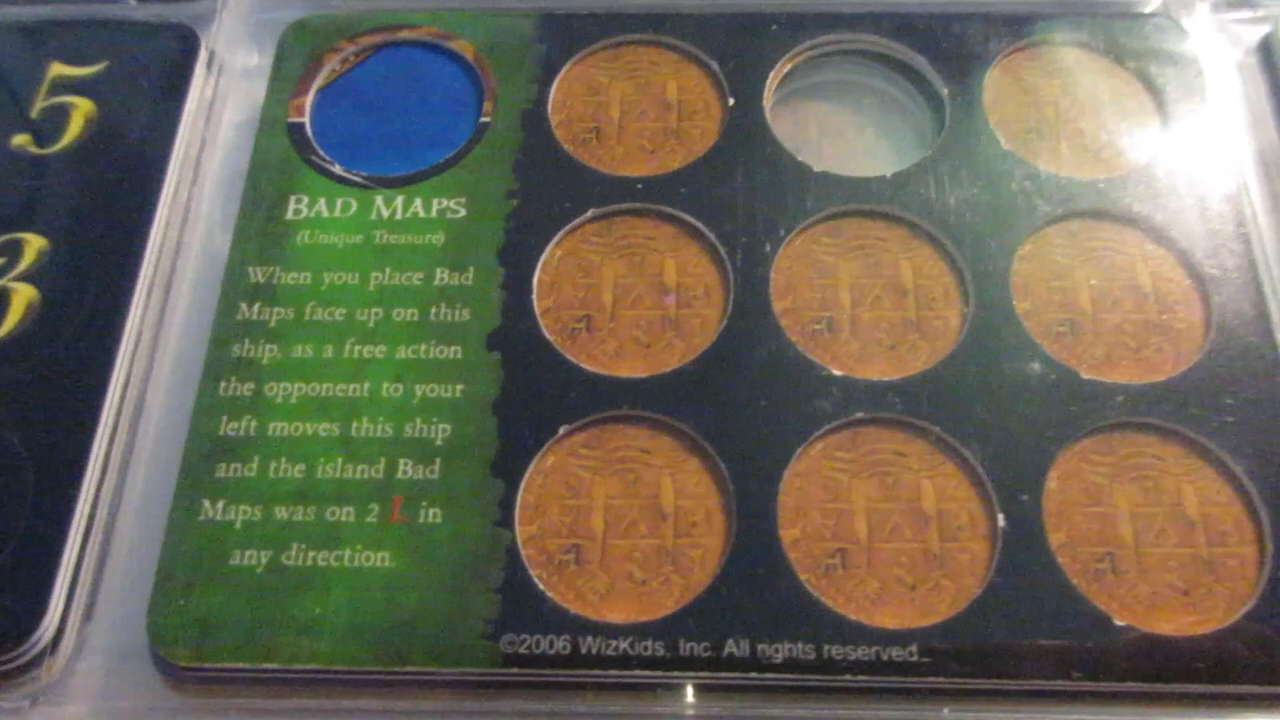 5
3
BAD MAPS
(Unique Treasure)
When you place Bad
Maps face up on this
ship, as a free action
the opponent to your
left moves this ship
and the island Bad
Maps was on 2 L in
any direction.
©2006 WizKids, Inc. All rights reserved.